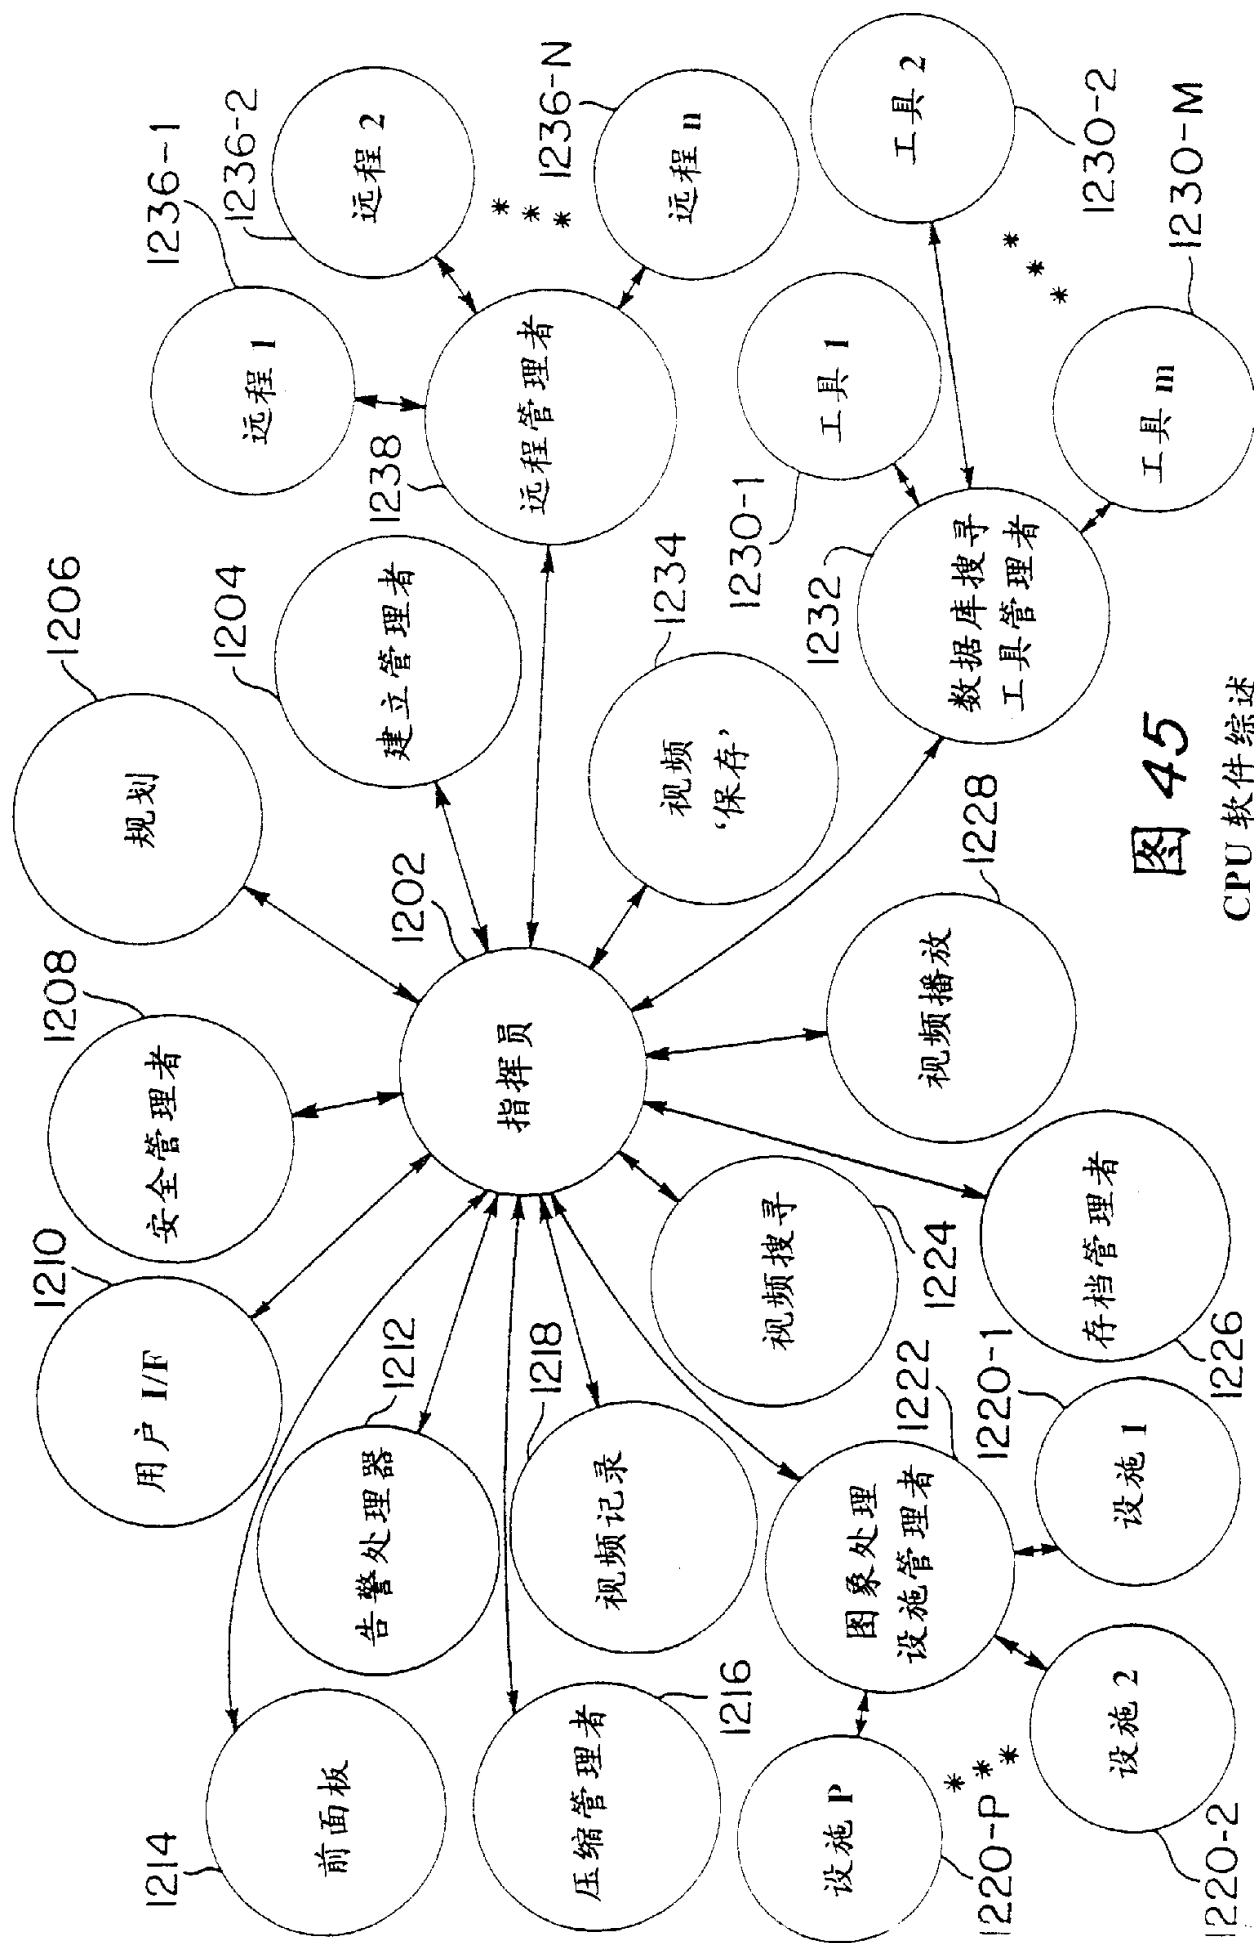 1206
规划
1204
建立管理者
1236-1
远程 1
1236-2
远程 2
1236-N
远程 n
1238
远程管理者
1208
安全管理者
1202
指挥员
1234
视频
‘保存’
1230-1
工具 1
工具 2
1230-2
1232
数据库搜寻
工具管理者
工具 m
1230-M
1210
用户 I/F
1212
告警处理器
1214
前面板
1218
视频记录
1216
压缩管理者
1222
图象处理
设施管理者
设施 P
1220-P
设施 2
1220-2
设施 1
1220-1
视频搜寻
1224
存档管理者
1226
视频播放
1228
图 45
CPU 软件综述